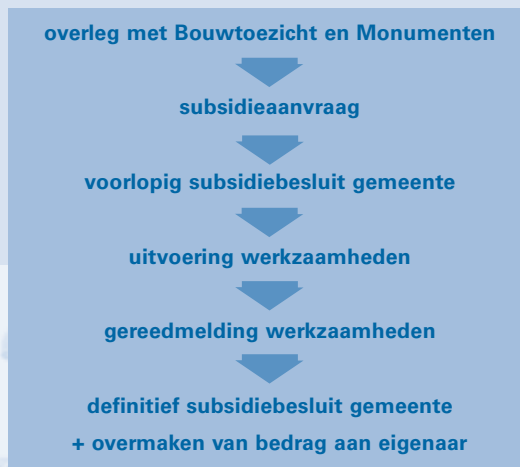 overleg met Bouwtoezicht en Monumenten
subsidieaanvraag
voorlopig subsidiebesluit gemeente
uitvoering werkzaamheden
gereedmelding werkzaamheden
definitief subsidiebesluit gemeente
+ overmaken van bedrag aan eigenaar